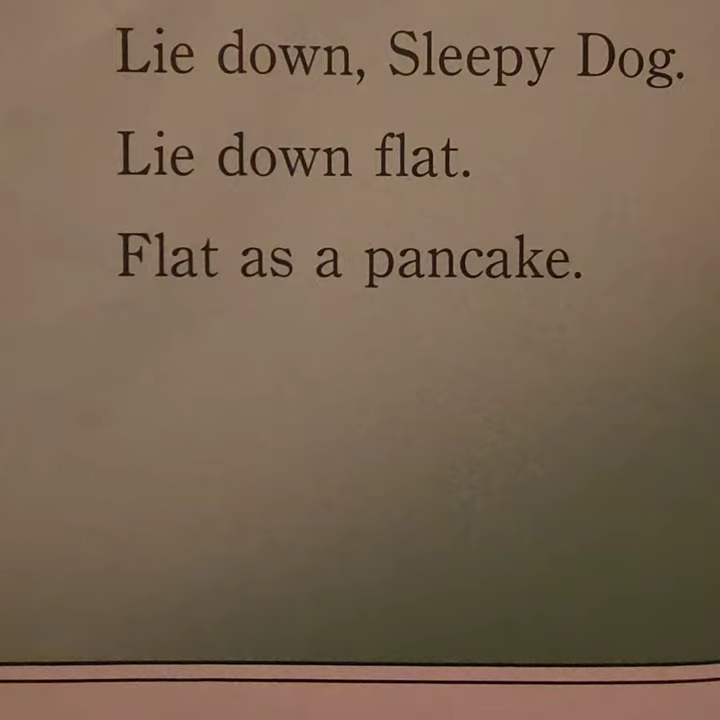 Lie down, Sleepy Dog.
Lie down flat.
Flat as a pancake.